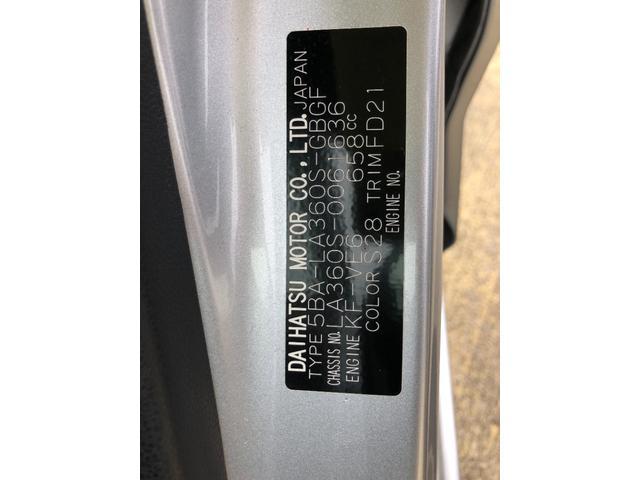 DAIHATSU MOTOR CO., LTD. JAPAN
TYPE 5BA-LA360S-GBGF
CHASSIS NO. LA360S-0061636
ENGINE KF-VE6 658cc
COLOR S28 TRIM FD21
ENGINE NO.